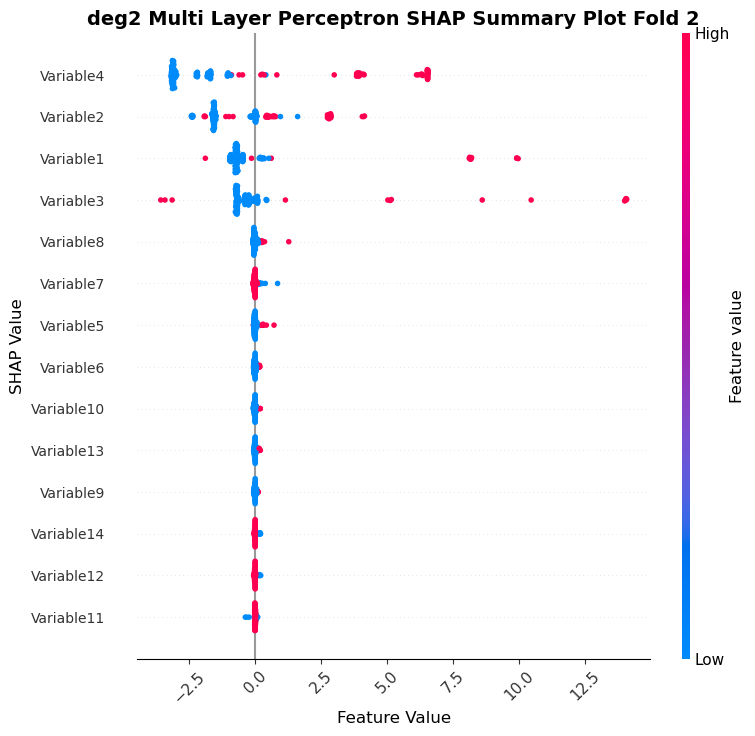 deg2 Multi Layer Perceptron SHAP Summary Plot Fold 2
High
Variable4
Variable2
Variable1
Variable3
Variable8
Variable7
Variable5
Variable6
Variable10
Variable13
Variable9
Variable14
Variable12
Variable11
SHAP Value
Feature value
Low
−2.5
0.0
2.5
5.0
7.5
10.0
12.5
Feature Value